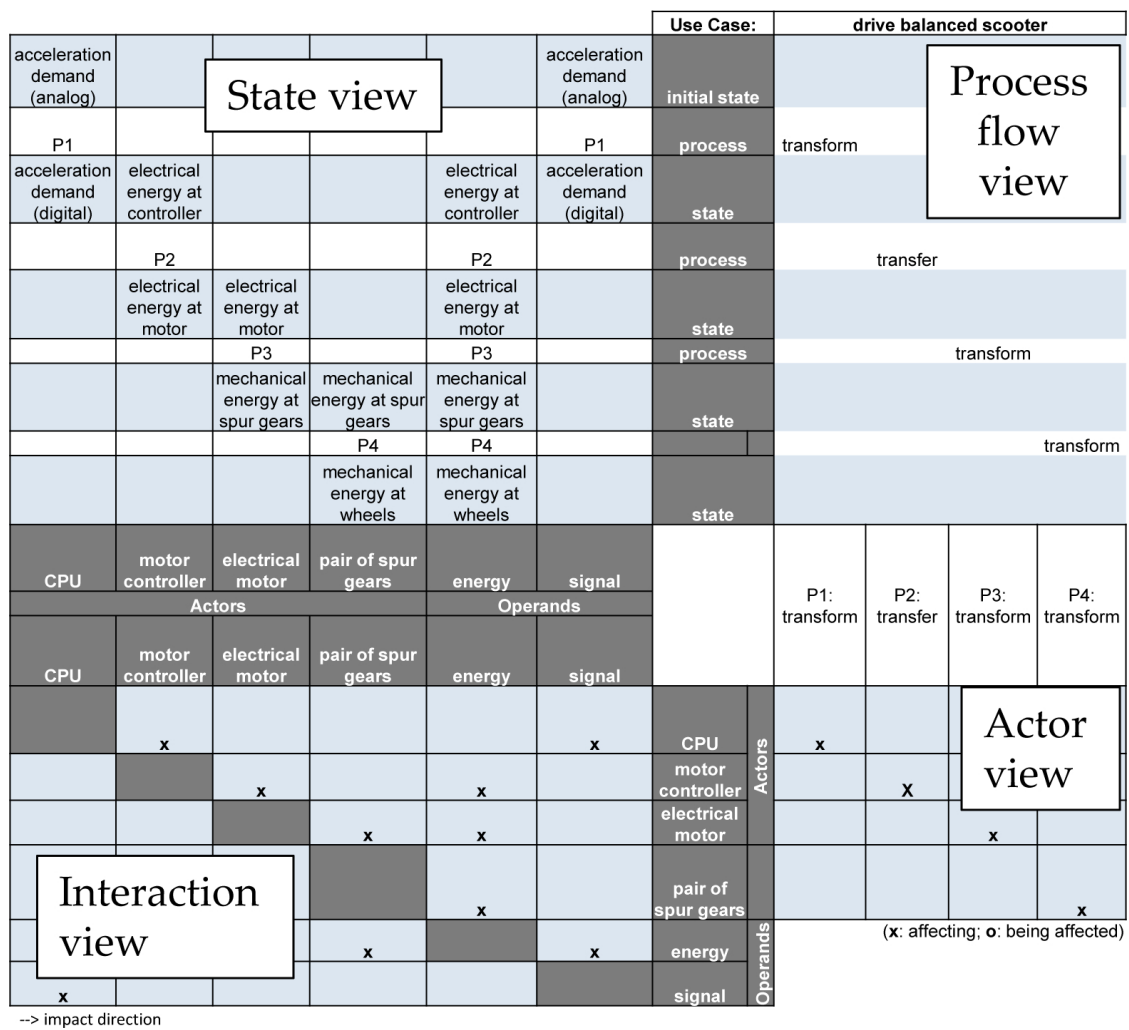 Use Case: drive balanced scooter
acceleration demand (analog) acceleration demand (analog) initial state
State view
Process flow view
P1 P1 process transform
acceleration demand (digital) electrical energy at controller electrical energy at controller acceleration demand (digital) state
P2 P2 process transfer
electrical energy at motor electrical energy at motor electrical energy at motor state
P3 P3 process transform
mechanical energy at spur gears mechanical energy at spur gears mechanical energy at spur gears state
P4 P4 transform
mechanical energy at wheels mechanical energy at wheels state
CPU motor controller electrical motor pair of spur gears energy signal
P1: transform P2: transfer P3: transform P4: transform
Actors Operands
CPU motor controller electrical motor pair of spur gears energy signal
x x CPU x
Actors
Actor view
x x motor controller X
x x electrical motor x
x pair of spur gears x
Interaction view
(x: affecting; o: being affected)
x x energy
Operands
x signal
--> impact direction